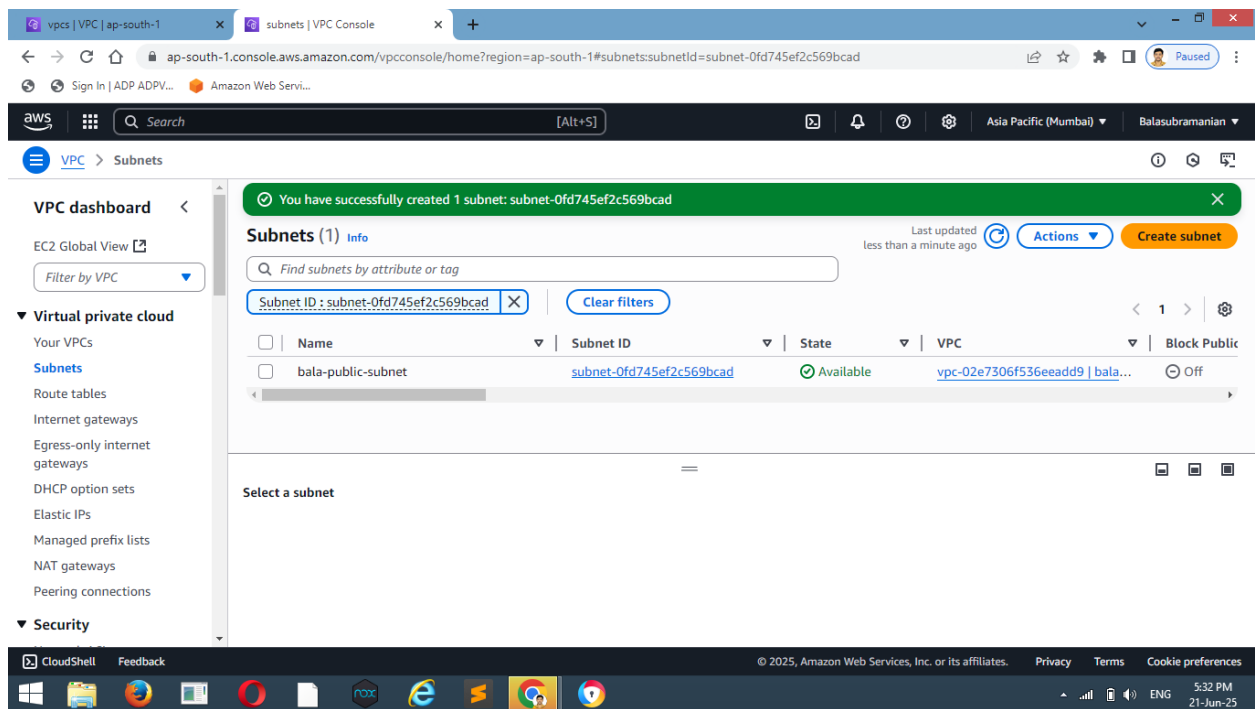 vpcs | VPC | ap-south-1
subnets | VPC Console
ap-south-1.console.aws.amazon.com/vpcconsole/home?region=ap-south-1#subnets:subnetId=subnet-0fd745ef2c569bcad
Paused
Sign In | ADP ADPV...
Amazon Web Servi...
aws
Search
[Alt+S]
Asia Pacific (Mumbai)
Balasubramanian
VPC > Subnets
VPC dashboard
EC2 Global View
Filter by VPC
Virtual private cloud
Your VPCs
Subnets
Route tables
Internet gateways
Egress-only internet
gateways
DHCP option sets
Elastic IPs
Managed prefix lists
NAT gateways
Peering connections
Security
You have successfully created 1 subnet: subnet-0fd745ef2c569bcad
Subnets (1) Info
Last updated
less than a minute ago
Actions
Create subnet
Find subnets by attribute or tag
Subnet ID : subnet-0fd745ef2c569bcad
Clear filters
1
Name Subnet ID State VPC Block Public
bala-public-subnet subnet-0fd745ef2c569bcad Available vpc-02e7306f536eeadd9 | bala... Off
Select a subnet
CloudShell Feedback
© 2025, Amazon Web Services, Inc. or its affiliates. Privacy Terms Cookie preferences
nox
ENG
5:32 PM
21-Jun-25